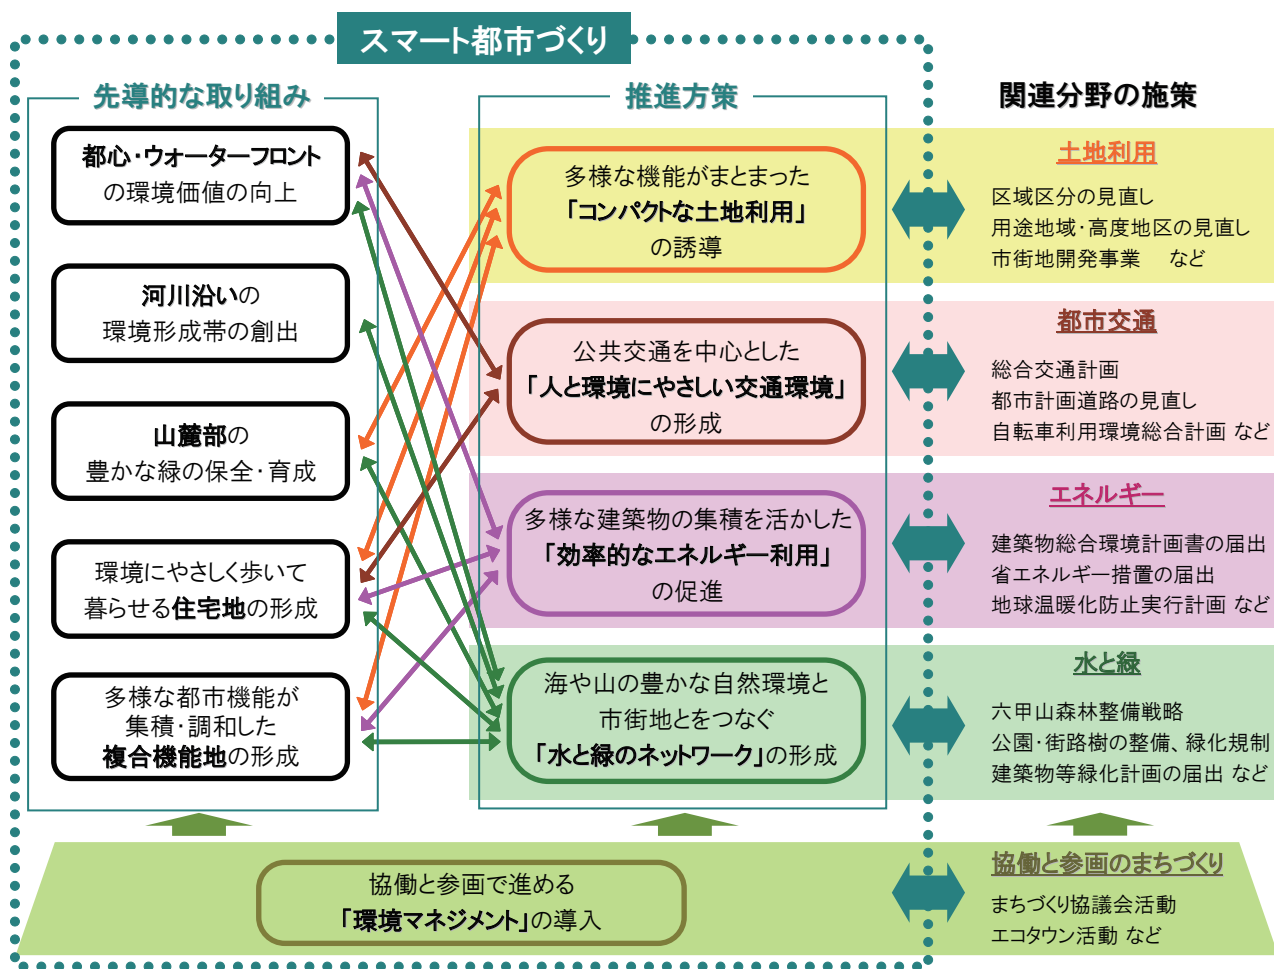 スマート都市づくり
先導的な取り組み
都心・ウォーターフロント
の環境価値の向上
河川沿いの
環境形成帯の創出
山麓部の
豊かな緑の保全・育成
環境にやさしく歩いて
暮らせる住宅地の形成
多様な都市機能が
集積・調和した
複合機能地の形成
推進方策
多様な機能がまとまった
「コンパクトな土地利用」
の誘導
公共交通を中心とした
「人と環境にやさしい交通環境」
の形成
多様な建築物の集積を活かした
「効率的なエネルギー利用」
の促進
海や山の豊かな自然環境と
市街地とをつなぐ
「水と緑のネットワーク」の形成
関連分野の施策
土地利用
区域区分の見直し
用途地域・高度地区の見直し
市街地開発事業 など
都市交通
総合交通計画
都市計画道路の見直し
自転車利用環境総合計画 など
エネルギー
建築物総合環境計画書の届出
省エネルギー措置の届出
地球温暖化防止実行計画 など
水と緑
六甲山森林整備戦略
公園・街路樹の整備、緑化規制
建築物等緑化計画の届出 など
協働と参画で進める
「環境マネジメント」の導入
協働と参画のまちづくり
まちづくり協議会活動
エコタウン活動 など